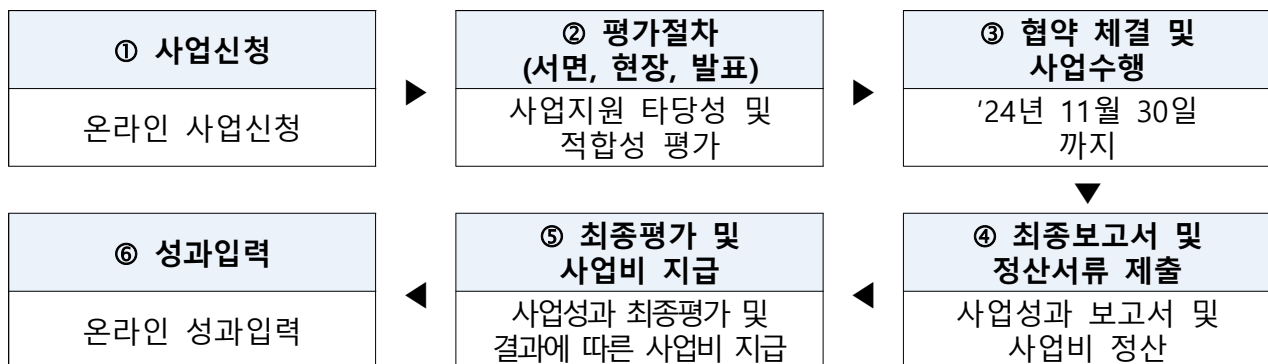 ① 사업신청
온라인 사업신청
▶
② 평가절차
(서면, 현장, 발표)
사업지원 타당성 및
적합성 평가
▶
③ 협약 체결 및
사업수행
'24년 11월 30일
까지
▼
④ 최종보고서 및
정산서류 제출
사업성과 보고서 및
사업비 정산
◀
⑤ 최종평가 및
사업비 지급
사업성과 최종평가 및
결과에 따른 사업비 지급
◀
⑥ 성과입력
온라인 성과입력